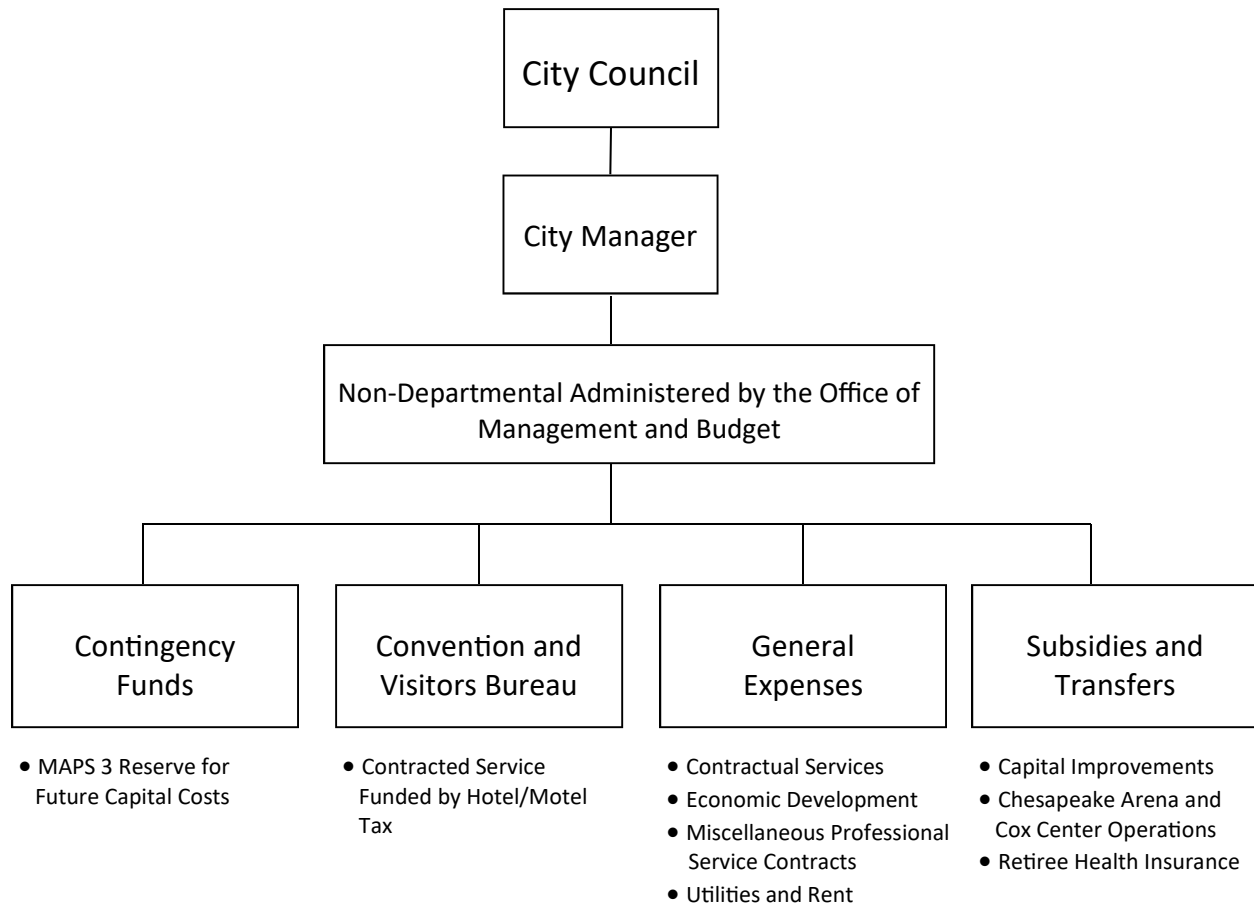 City Council
City Manager
Non-Departmental Administered by the Office of
Management and Budget
Contingency
Funds
• MAPS 3 Reserve for
Future Capital Costs
Convention and
Visitors Bureau
• Contracted Service
Funded by Hotel/Motel
Tax
General
Expenses
• Contractual Services
• Economic Development
• Miscellaneous Professional
Service Contracts
• Utilities and Rent
Subsidies and
Transfers
• Capital Improvements
• Chesapeake Arena and
Cox Center Operations
• Retiree Health Insurance